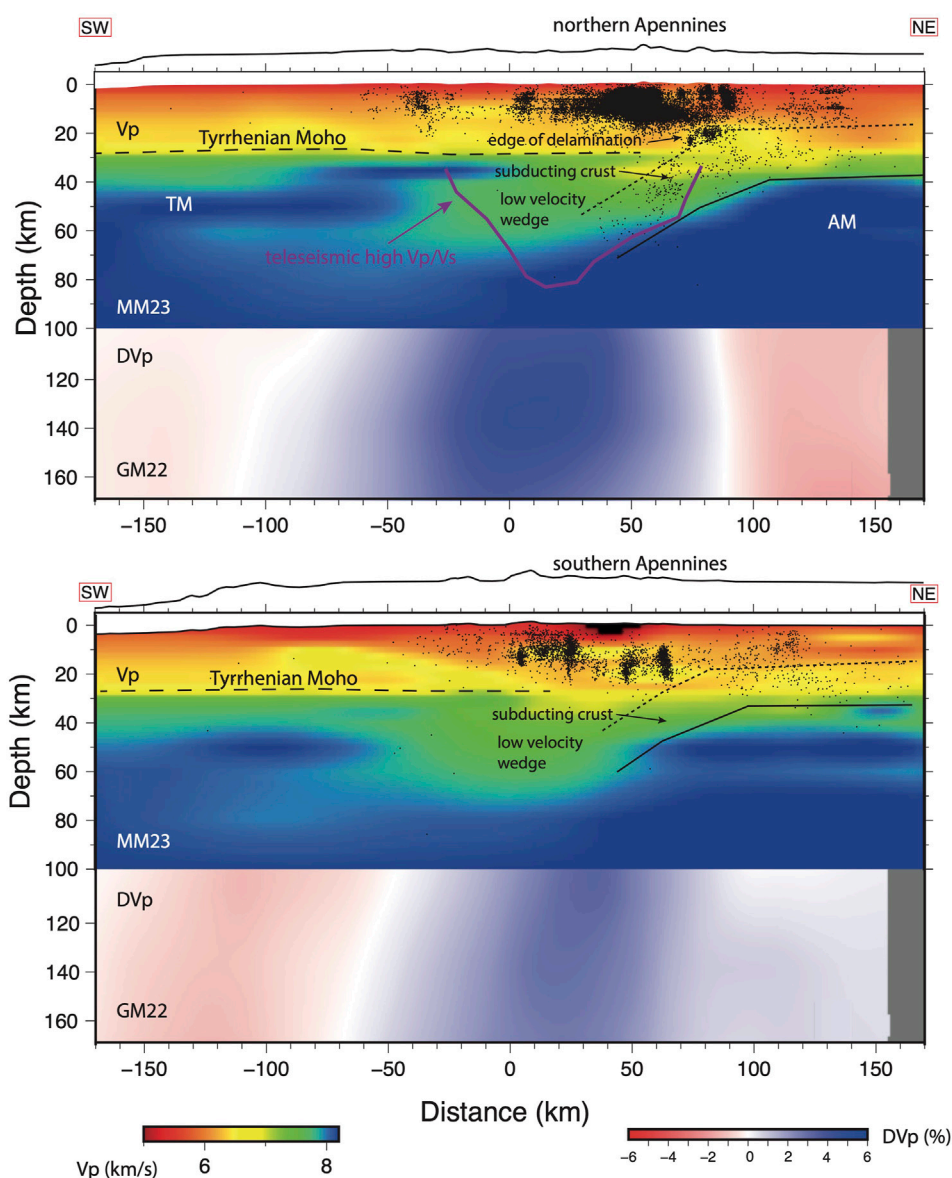 northern Apennines
SW
NE
0
20
40
60
80
100
120
140
160
Depth (km)
Vp
Tyrrhenian Moho
edge of delamination
subducting crust
low velocity
wedge
TM
AM
teleseismic high Vp/Vs
MM23
DVp
GM22
−150
−100
−50
0
50
100
150
southern Apennines
SW
NE
0
20
40
60
80
100
120
140
160
Depth (km)
Vp
Tyrrhenian Moho
subducting crust
low velocity
wedge
MM23
DVp
GM22
−150
−100
−50
0
50
100
150
Distance (km)
Vp (km/s)
6
8
−6
−4
−2
0
2
4
6
DVp (%)